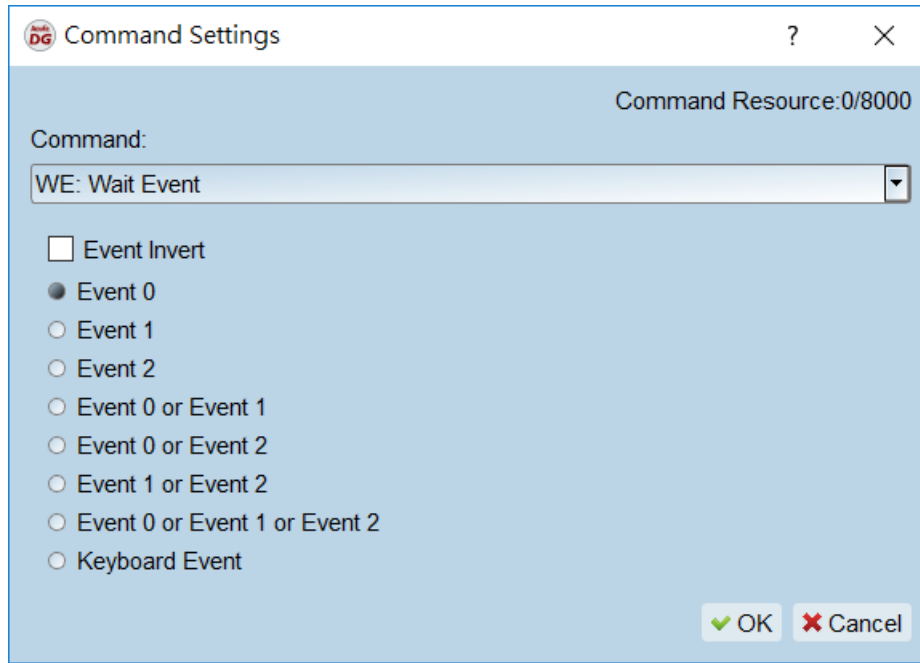 DG Command Settings
Command Resource:0/8000
Command:
WE: Wait Event
Event Invert
Event 0
Event 1
Event 2
Event 0 or Event 1
Event 0 or Event 2
Event 1 or Event 2
Event 0 or Event 1 or Event 2
Keyboard Event
OK Cancel